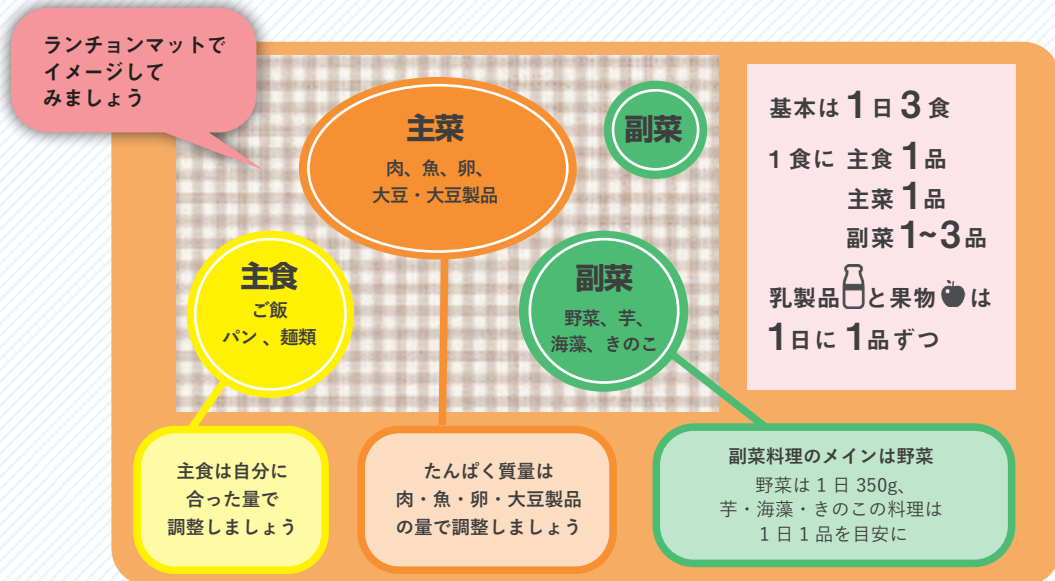 ランチョンマットで
イメージして
みましょう
主菜
肉、魚、卵、
大豆・大豆製品
副菜
主食
ご飯
パン、麺類
副菜
野菜、芋、
海藻、きのこ
基本は1日3食
1食に 主食1品
主菜1品
副菜1~3品
乳製品と果物は
1日に1品ずつ
主食は自分に
合った量で
調整しましょう
たんぱく質量は
肉・魚・卵・大豆製品
の量で調整しましょう
副菜料理のメインは野菜
野菜は1日350g、
芋・海藻・きのこの料理は
1日1品を目安に